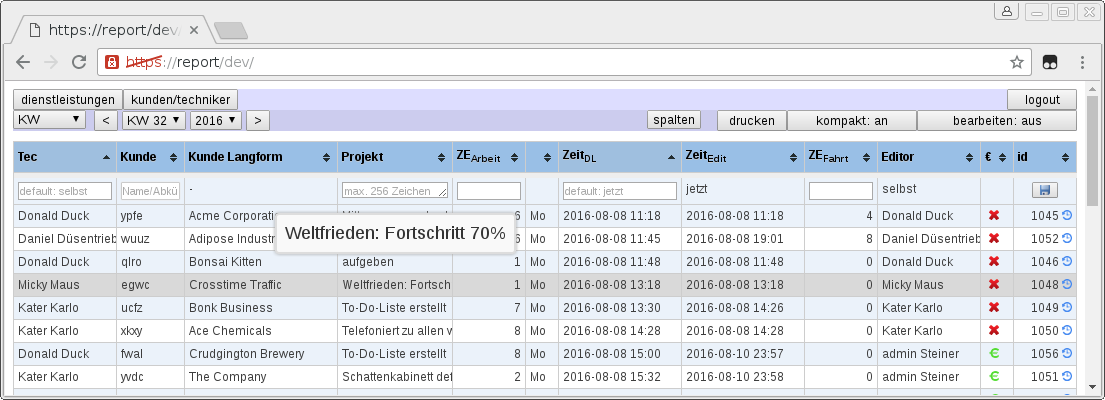 https://report/dev/
https://report/dev/
dienstleistungen kunden/techniker logout
KW < KW 32 2016 > spalten drucken kompakt: an bearbeiten: aus
Tec Kunde Kunde Langform Projekt ZE Arbeit Zeit DL Zeit Edit ZE Fahrt Editor € id
default: selbst Name/Abkü - max. 256 Zeichen default: jetzt jetzt selbst
Donald Duck ypfe Acme Corporati 6 Mo 2016-08-08 11:18 2016-08-08 11:18 4 Donald Duck 1045
Weltfrieden: Fortschritt 70%
Daniel Düsentrieb wuuz Adipose Industr 6 Mo 2016-08-08 11:45 2016-08-08 19:01 8 Daniel Düsentrieb 1052
Donald Duck qlro Bonsai Kitten aufgeben 1 Mo 2016-08-08 11:48 2016-08-08 11:48 0 Donald Duck 1046
Micky Maus egwc Crosstime Traffic Weltfrieden: Fortsch 1 Mo 2016-08-08 13:18 2016-08-08 13:18 0 Micky Maus 1048
Kater Karlo ucfz Bonk Business To-Do-Liste erstellt 7 Mo 2016-08-08 13:30 2016-08-08 14:26 0 Kater Karlo 1049
Kater Karlo xkxy Ace Chemicals Telefoniert zu allen w 8 Mo 2016-08-08 14:28 2016-08-08 14:28 0 Kater Karlo 1050
Donald Duck fwal Crudgington Brewery To-Do-Liste erstellt 8 Mo 2016-08-08 15:00 2016-08-10 23:57 0 admin Steiner € 1056
Kater Karlo yvdc The Company Schattenkabinett def 2 Mo 2016-08-08 15:32 2016-08-10 23:58 0 admin Steiner € 1051